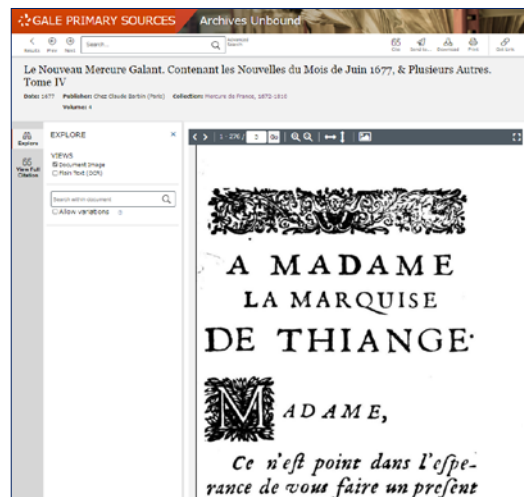 GALE PRIMARY SOURCES
Archives Unbound
Results
Prev
Next
Search...
Advanced Search
Cite
Send to...
Download
Print
Get Link
Le Nouveau Mercure Galant. Contenant les Nouvelles du Mois de Juin 1677, & Plusieurs Autres.
Tome IV
Date: 1677 Publisher: Chez Claude Barbin (Paris) Collection: Mercure de France, 1672-1810
Volume: 4
Explore
View Full Citation
EXPLORE
×
VIEWS
Document Image
Plain Text (OCR)
Search within document
Allow variations
1 - 276 /
3
Go
A MADAME
LA MARQUISE
DE THIANGE·
MADAME,
Ce n'eſt point dans l'eſpe-
rance de vous faire un preſent